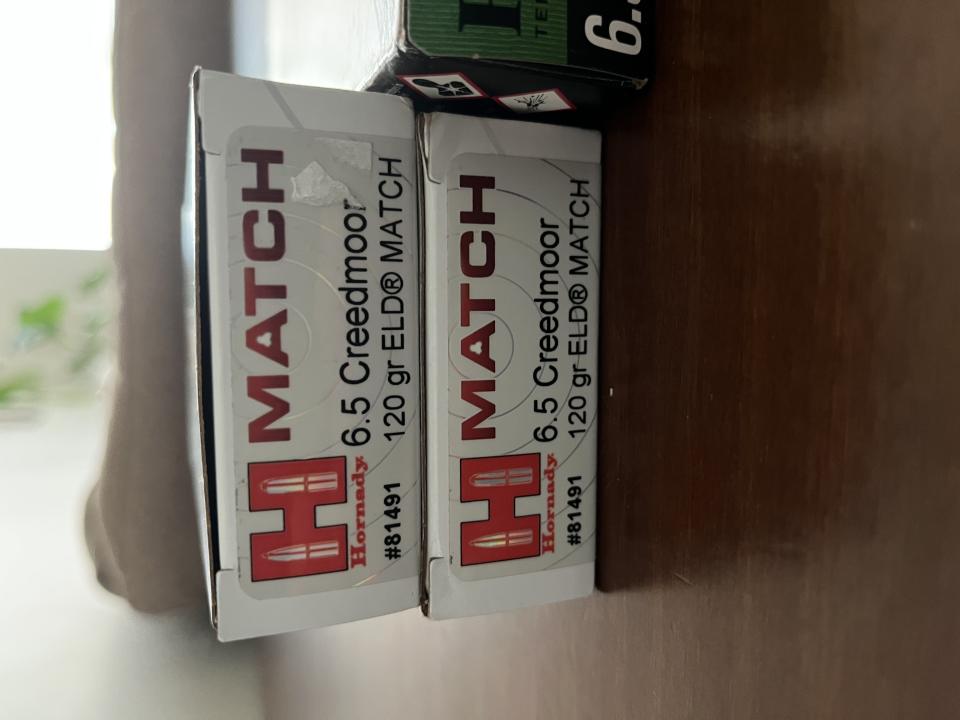 MATCH
6.5 Creedmoor
120 gr ELD® MATCH
H
Hornady
#81491
MATCH
6.5 Creedmoor
120 gr ELD® MATCH
H
Hornady
#81491
6.